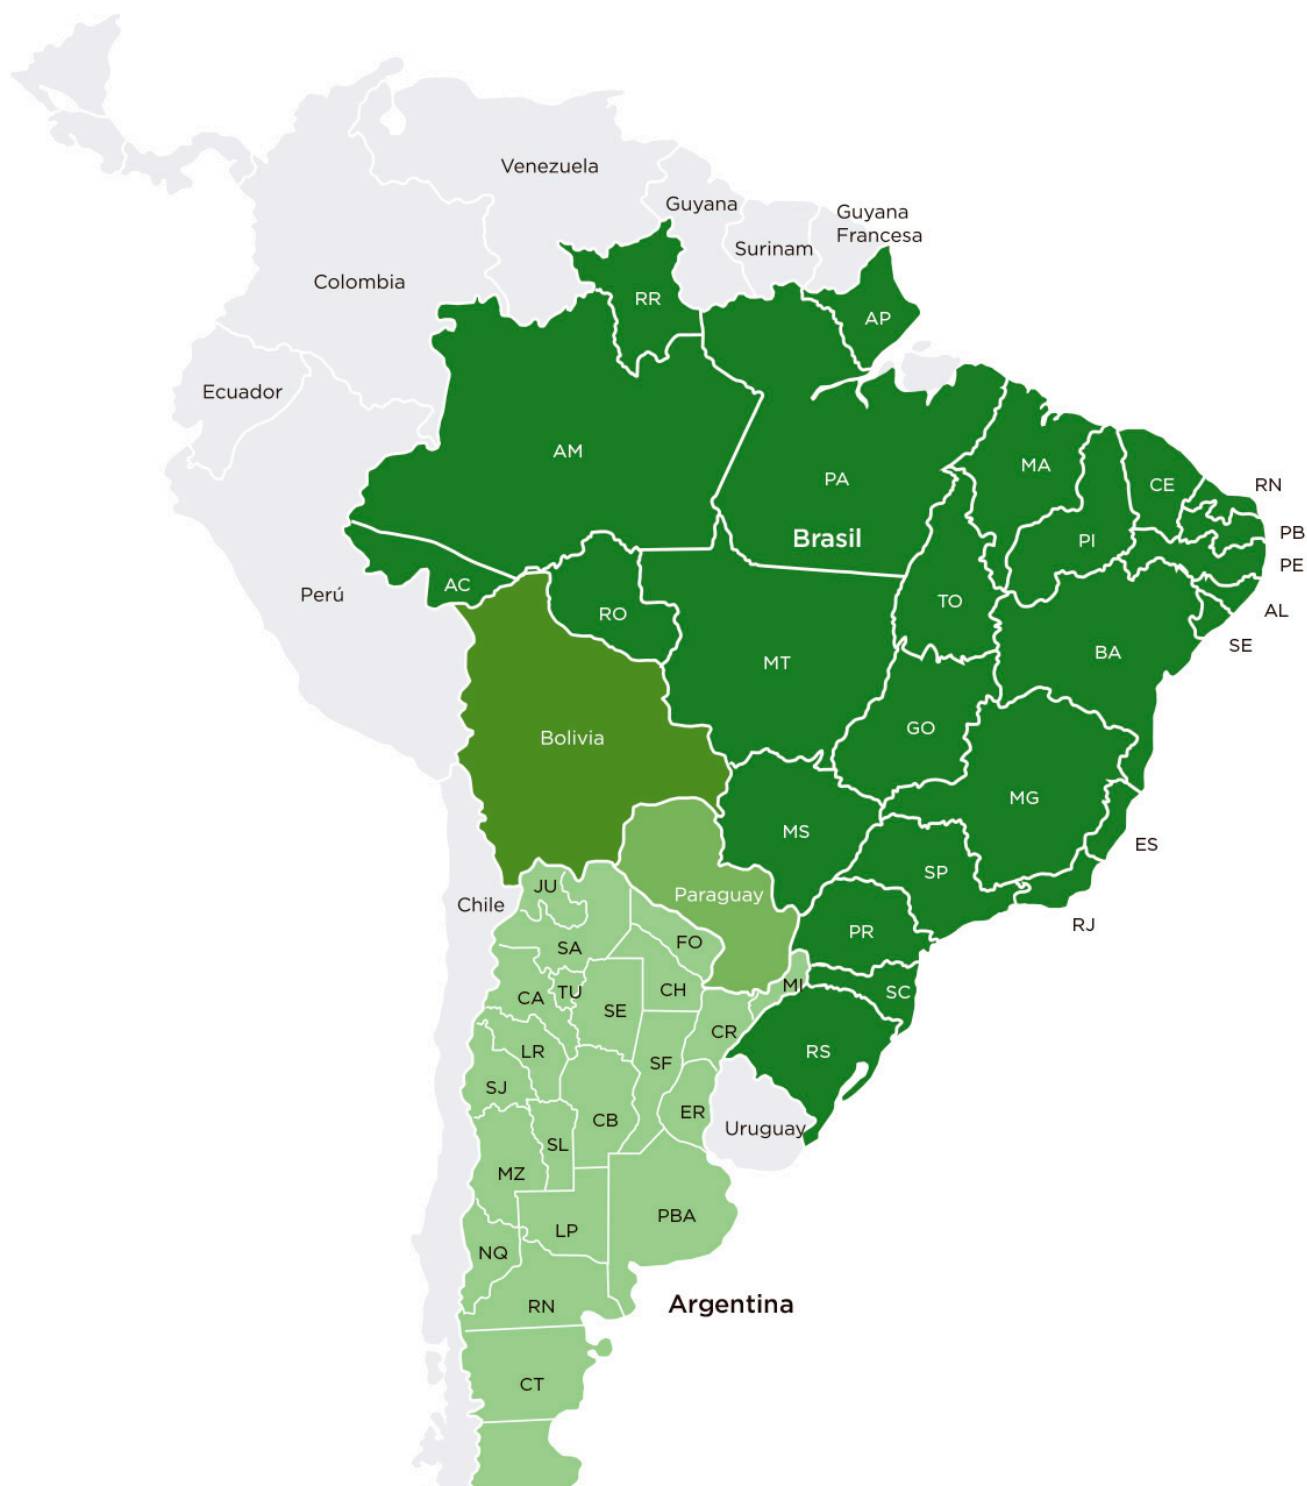 Venezuela
Guyana
Guyana
Francesa
Surinam
Colombia
RR
AP
Ecuador
AM
PA
MA
CE
RN
Brasil
PI
PB
PE
Perú
AC
RO
TO
AL
SE
MT
BA
Bolivia
GO
MG
MS
ES
SP
JU
Paraguay
Chile
RJ
PR
FO
SA
MI
CH
TU
CA
SC
SE
CR
LR
SF
RS
SJ
ER
CB
Uruguay
SL
MZ
PBA
LP
NQ
RN
Argentina
CT